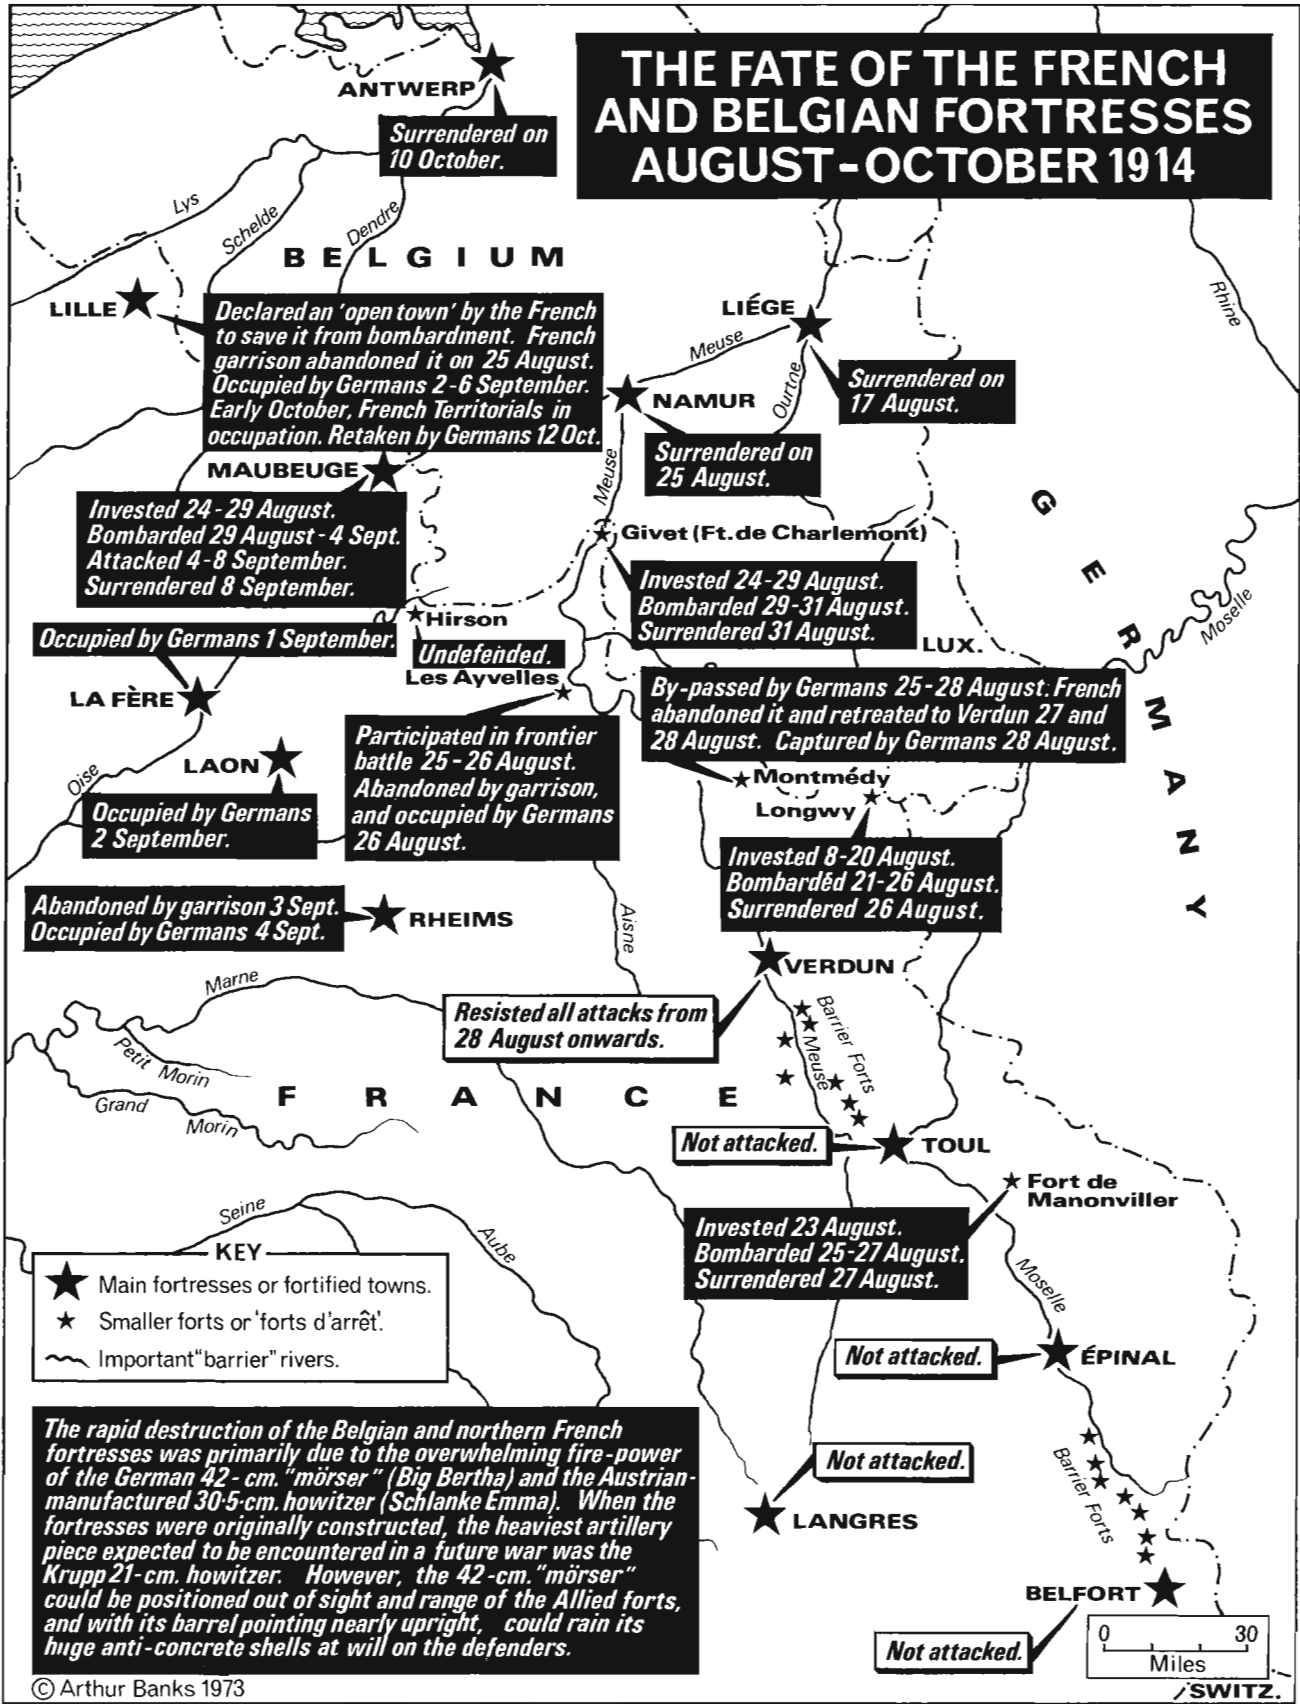 THE FATE OF THE FRENCH
AND BELGIAN FORTRESSES
AUGUST-OCTOBER 1914
ANTWERP
Surrendered on
10 October.
Lys
Schelde
Dendre
BELGIUM
LILLE
Declared an 'open town' by the French
to save it from bombardment. French
garrison abandoned it on 25 August.
Occupied by Germans 2-6 September.
Early October, French Territorials in
occupation. Retaken by Germans 12 Oct.
LIÉGE
Meuse
Ourtne
Rhine
Surrendered on
17 August.
NAMUR
Surrendered on
25 August.
Meuse
MAUBEUGE
Invested 24-29 August.
Bombarded 29 August-4 Sept.
Attacked 4-8 September.
Surrendered 8 September.
Givet (Ft. de Charlemont)
Invested 24-29 August.
Bombarded 29-31 August.
Surrendered 31 August.
GERMANY
Moselle
LUX.
Hirson
Undefended.
Occupied by Germans 1 September.
LA FÈRE
Les Ayvelles
Participated in frontier
battle 25-26 August.
Abandoned by garrison,
and occupied by Germans
26 August.
By-passed by Germans 25-28 August. French
abandoned it and retreated to Verdun 27 and
28 August. Captured by Germans 28 August.
Montmédy
Longwy
Invested 8-20 August.
Bombarded 21-26 August.
Surrendered 26 August.
LAON
Oise
Occupied by Germans
2 September.
Abandoned by garrison 3 Sept.
Occupied by Germans 4 Sept.
RHEIMS
Aisne
VERDUN
Resisted all attacks from
28 August onwards.
Marne
Petit Morin
Grand Morin
Barrier Forts
Meuse
FRANCE
Not attacked.
TOUL
Fort de
Manonviller
Invested 23 August.
Bombarded 25-27 August.
Surrendered 27 August.
Seine
Aube
Moselle
KEY
Main fortresses or fortified towns.
Smaller forts or 'forts d'arrêt'.
Important "barrier" rivers.
Not attacked.
ÉPINAL
Not attacked.
LANGRES
Barrier Forts
BELFORT
Not attacked.
The rapid destruction of the Belgian and northern French
fortresses was primarily due to the overwhelming fire-power
of the German 42-cm. "mörser" (Big Bertha) and the Austrian-
manufactured 30·5-cm. howitzer (Schlanke Emma). When the
fortresses were originally constructed, the heaviest artillery
piece expected to be encountered in a future war was the
Krupp 21-cm. howitzer. However, the 42-cm. "mörser"
could be positioned out of sight and range of the Allied forts,
and with its barrel pointing nearly upright, could rain its
huge anti-concrete shells at will on the defenders.
0 30
Miles
SWITZ.
© Arthur Banks 1973